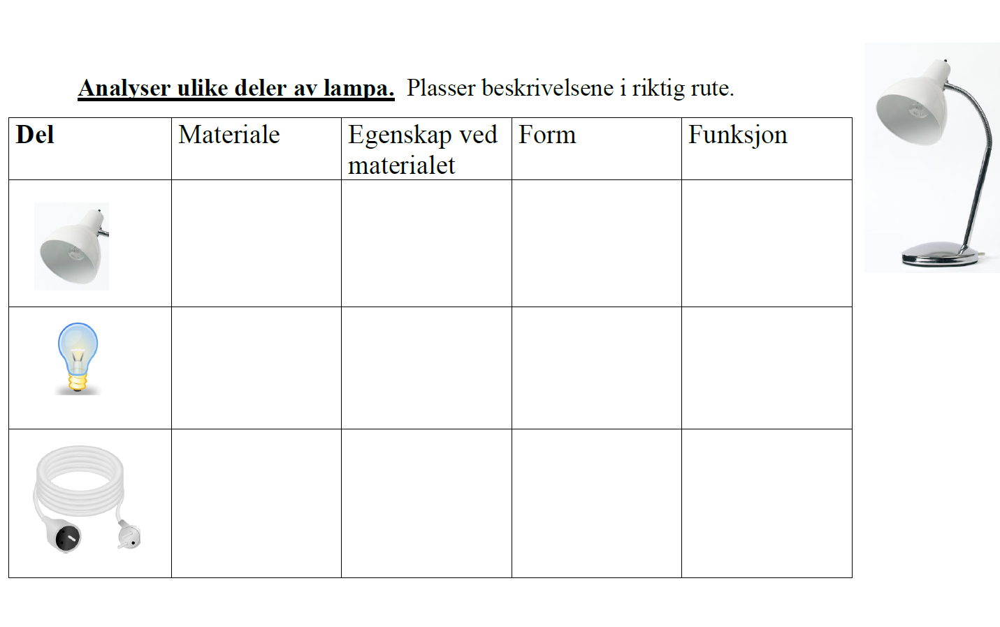 Analyser ulike deler av lampa. Plasser beskrivelsene i riktig rute.
Del Materiale Egenskap ved materialet Form Funksjon